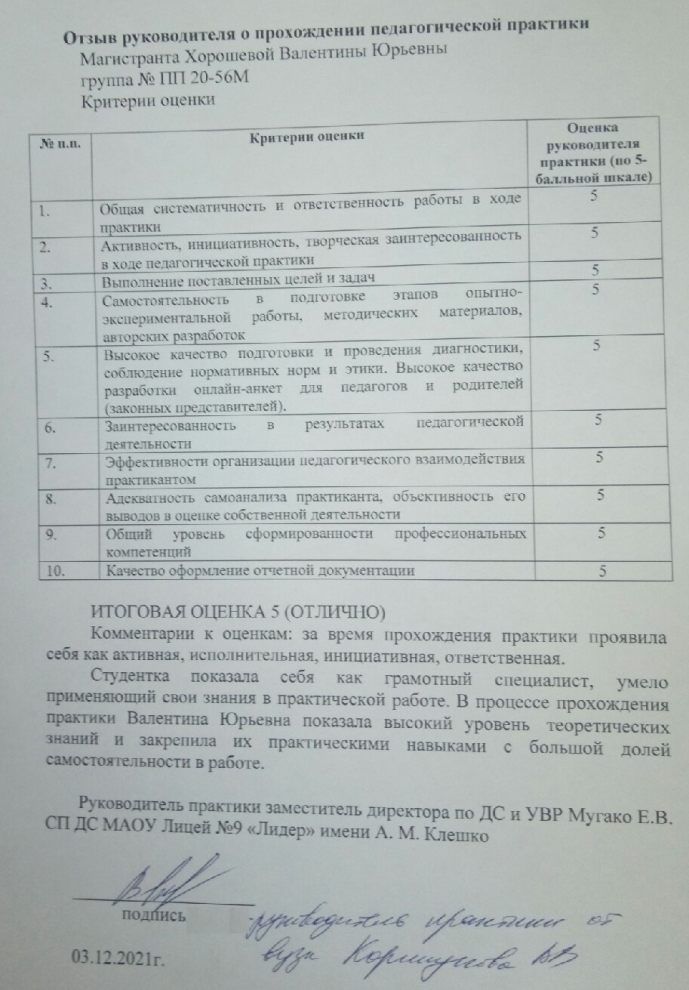 Отзыв руководителя о прохождении педагогической практики
Магистранта Хорошевой Валентины Юрьевны
группа № ПП 20-56М
Критерии оценки
№ п.п.
Критерии оценки
Оценка
руководителя
практики (по 5-
балльной шкале)
1.
Общая систематичность и ответственность работы в ходе
практики
5
2.
Активность, инициативность, творческая заинтересованность
в ходе педагогической практики
5
3.
Выполнение поставленных целей и задач
5
4.
Самостоятельность в подготовке этапов опытно-
экспериментальной работы, методических материалов,
авторских разработок
5
5.
Высокое качество подготовки и проведения диагностики,
соблюдение нормативных норм и этики. Высокое качество
разработки онлайн-анкет для педагогов и родителей
(законных представителей).
5
6.
Заинтересованность в результатах педагогической
деятельности
5
7.
Эффективности организации педагогического взаимодействия
практикантом
5
8.
Адекватность самоанализа практиканта, объективность его
выводов в оценке собственной деятельности
5
9.
Общий уровень сформированности профессиональных
компетенций
5
10.
Качество оформление отчетной документации
5
ИТОГОВАЯ ОЦЕНКА 5 (ОТЛИЧНО)
Комментарии к оценкам: за время прохождения практики проявила
себя как активная, исполнительная, инициативная, ответственная.
Студентка показала себя как грамотный специалист, умело
применяющий свои знания в практической работе. В процессе прохождения
практики Валентина Юрьевна показала высокий уровень теоретических
знаний и закрепила их практическими навыками с большой долей
самостоятельности в работе.
Руководитель практики заместитель директора по ДС и УВР Мугако Е.В.
СП ДС МАОУ Лицей №9 «Лидер» имени А. М. Клешко
подпись
руководитель практики от
вуза Коршунова ВВ
03.12.2021г.